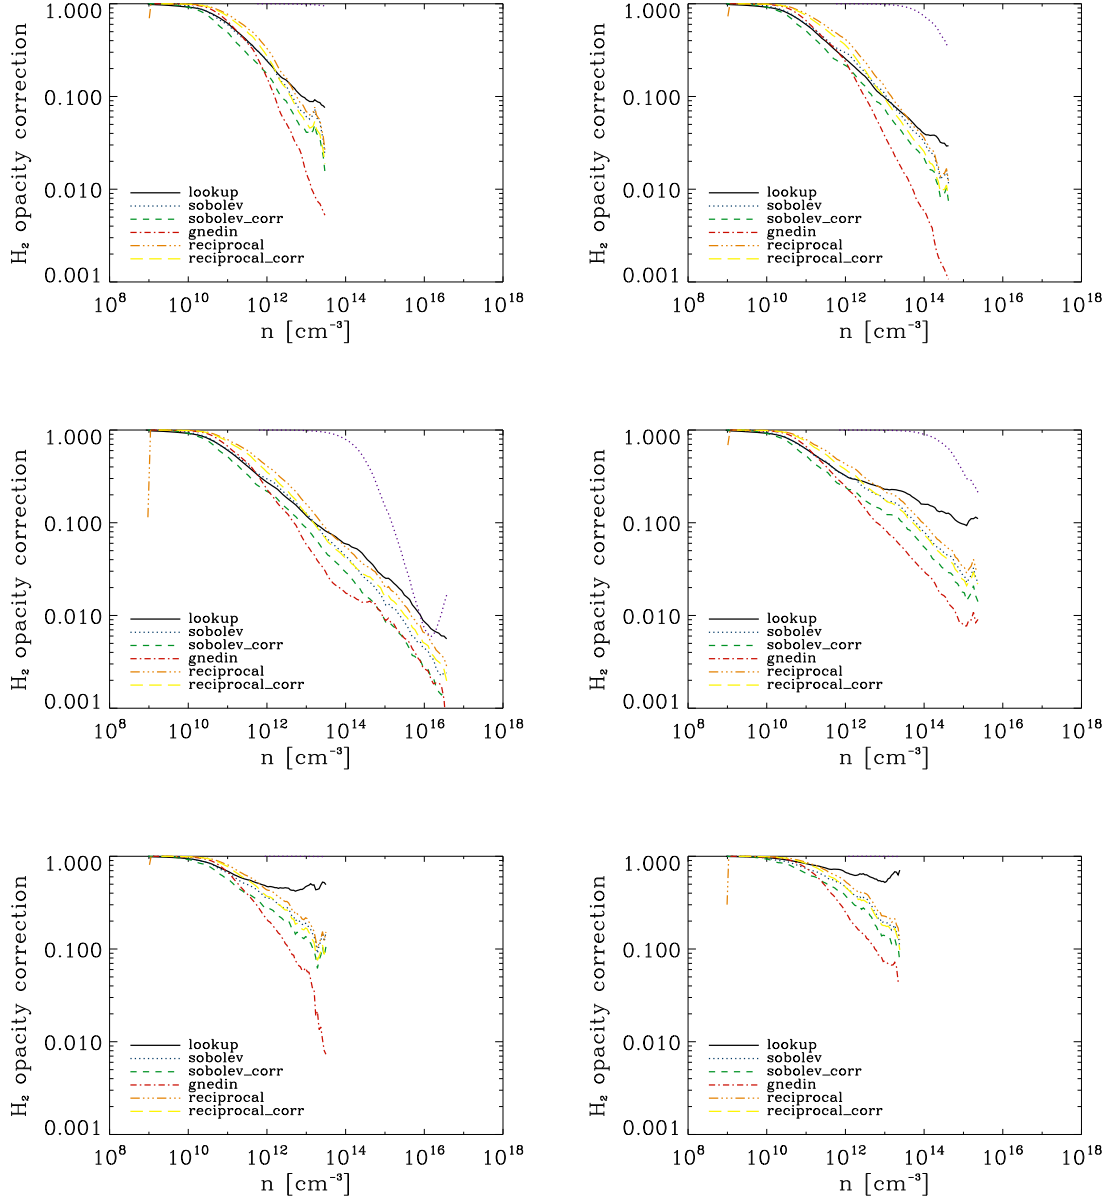 H₂ opacity correction
1.000
0.100
0.010
0.001
lookup
sobolev
sobolev_corr
gnedin
reciprocal
reciprocal_corr
10⁸ 10¹⁰ 10¹² 10¹⁴ 10¹⁶ 10¹⁸
n [cm⁻³]
H₂ opacity correction
1.000
0.100
0.010
0.001
lookup
sobolev
sobolev_corr
gnedin
reciprocal
reciprocal_corr
10⁸ 10¹⁰ 10¹² 10¹⁴ 10¹⁶ 10¹⁸
n [cm⁻³]
H₂ opacity correction
1.000
0.100
0.010
0.001
lookup
sobolev
sobolev_corr
gnedin
reciprocal
reciprocal_corr
10⁸ 10¹⁰ 10¹² 10¹⁴ 10¹⁶ 10¹⁸
n [cm⁻³]
H₂ opacity correction
1.000
0.100
0.010
0.001
lookup
sobolev
sobolev_corr
gnedin
reciprocal
reciprocal_corr
10⁸ 10¹⁰ 10¹² 10¹⁴ 10¹⁶ 10¹⁸
n [cm⁻³]
H₂ opacity correction
1.000
0.100
0.010
0.001
lookup
sobolev
sobolev_corr
gnedin
reciprocal
reciprocal_corr
10⁸ 10¹⁰ 10¹² 10¹⁴ 10¹⁶ 10¹⁸
n [cm⁻³]
H₂ opacity correction
1.000
0.100
0.010
0.001
lookup
sobolev
sobolev_corr
gnedin
reciprocal
reciprocal_corr
10⁸ 10¹⁰ 10¹² 10¹⁴ 10¹⁶ 10¹⁸
n [cm⁻³]